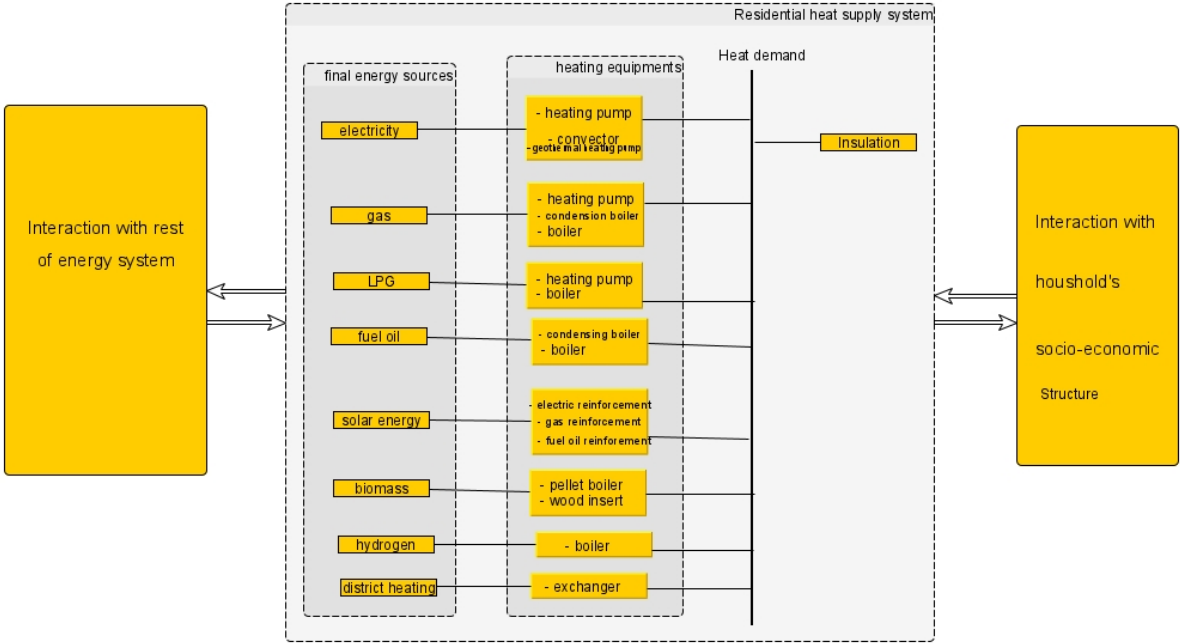 Residential heat supply system
Interaction with rest
of energy system
final energy sources
electricity
gas
LPG
fuel oil
solar energy
biomass
hydrogen
district heating
heating equipments
- heating pump
- convector
- geothermal heating pump
- heating pump
- condension boiler
- boiler
- heating pump
- boiler
- condensing boiler
- boiler
- electric reinforcement
- gas reinforcement
- fuel oil reinforement
- pellet boiler
- wood insert
- boiler
- exchanger
Heat demand
Insulation
Interaction with
houshold's
socio-economic
Structure